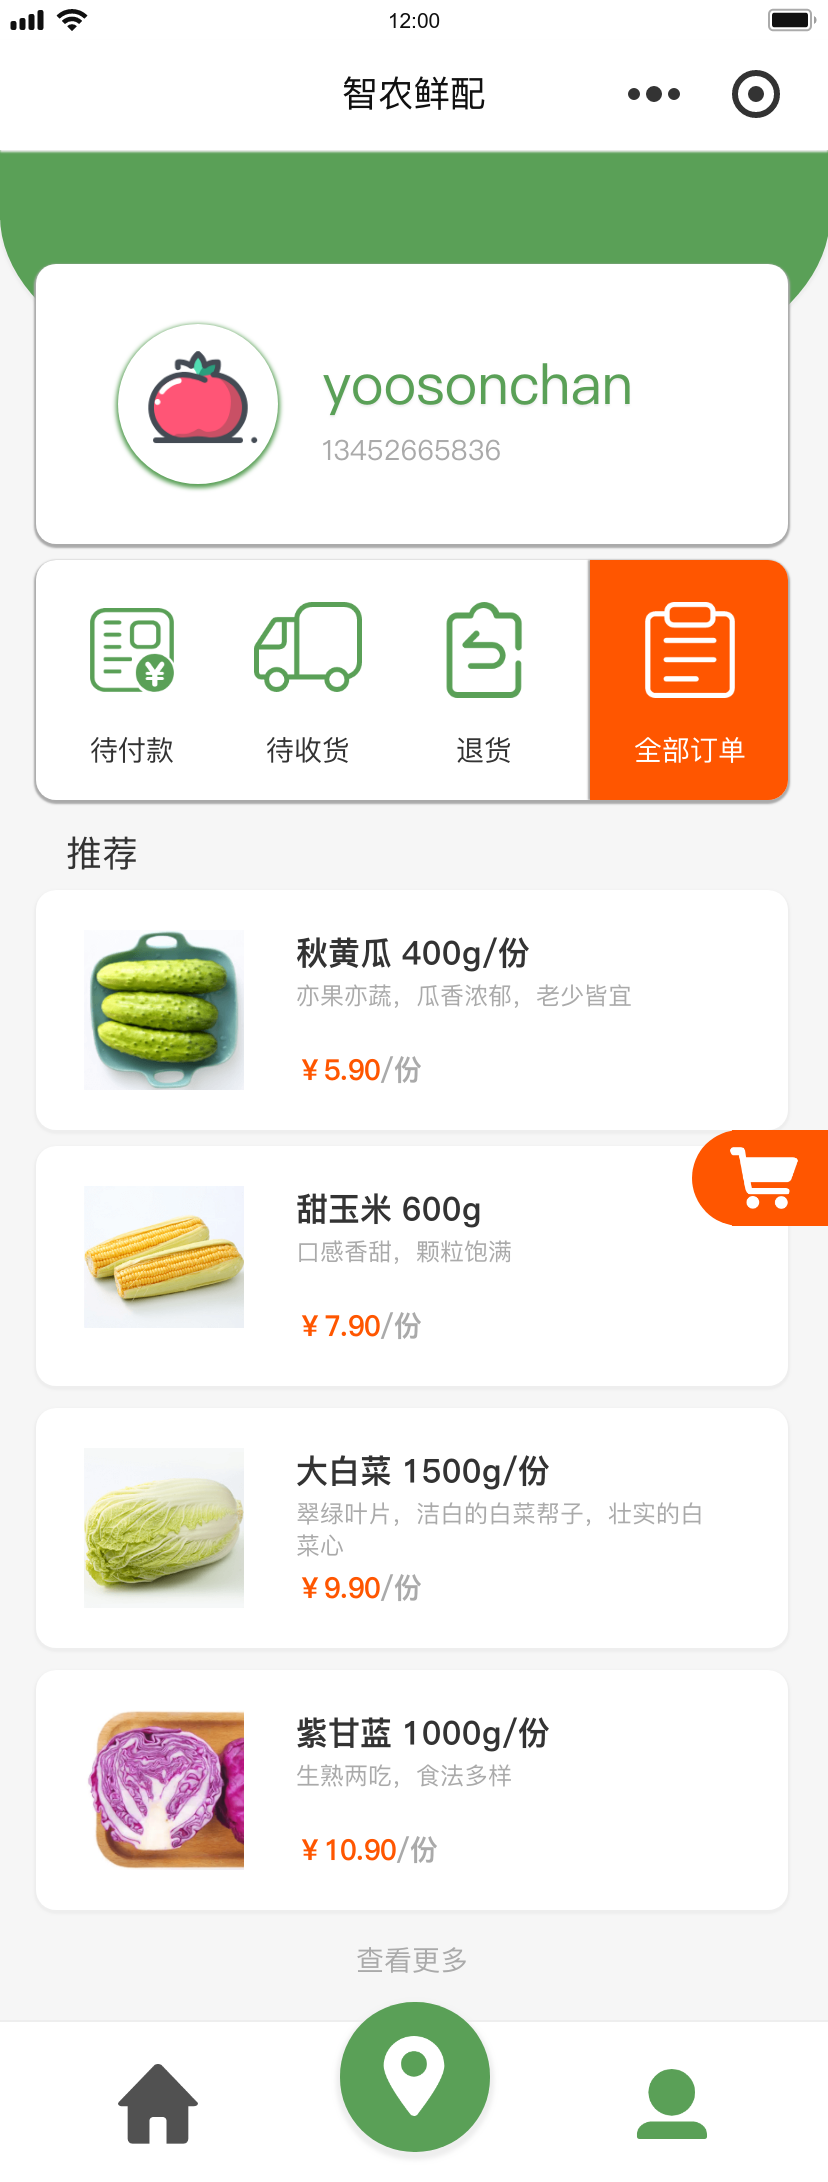 12:00
智农鲜配
yoosonchan
13452665836
¥
待付款
待收货
退货
全部订单
推荐
秋黄瓜 400g/份
亦果亦蔬，瓜香浓郁，老少皆宜
¥5.90/份
甜玉米 600g
口感香甜，颗粒饱满
¥7.90/份
大白菜 1500g/份
翠绿叶片，洁白的白菜帮子，壮实的白
菜心
¥9.90/份
紫甘蓝 1000g/份
生熟两吃，食法多样
¥10.90/份
查看更多